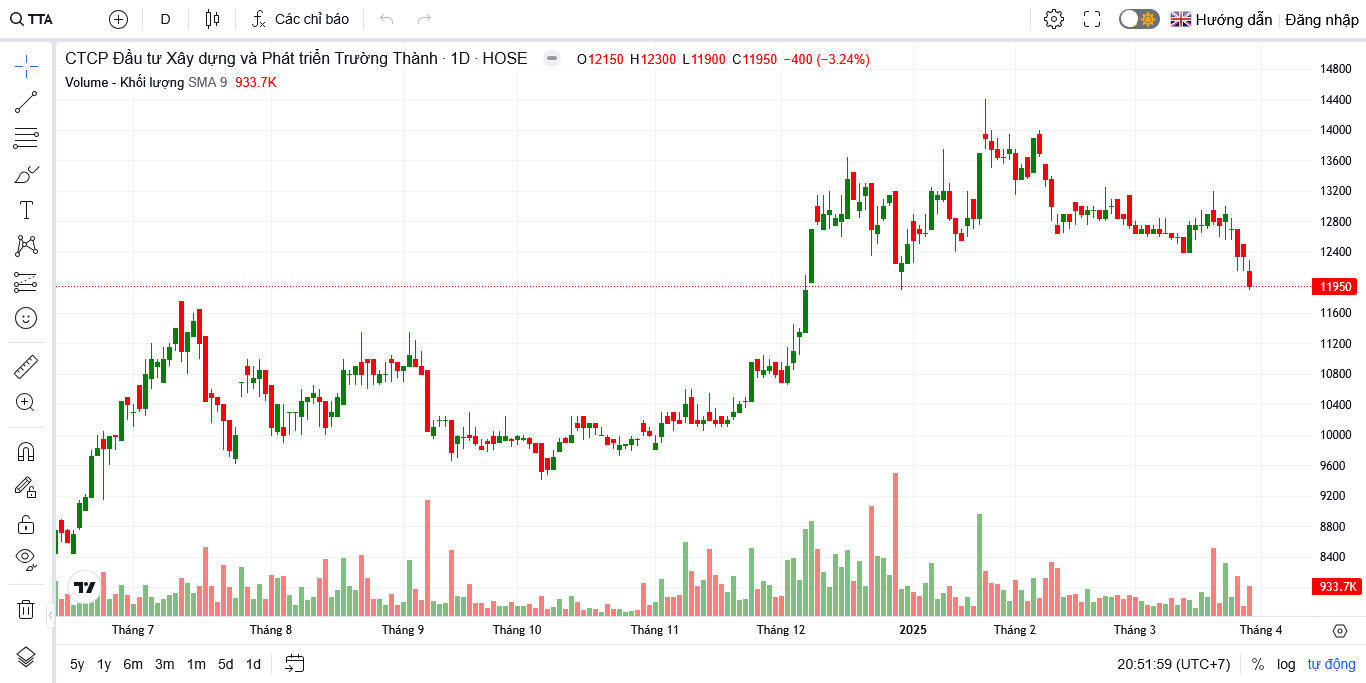 TTA D Các chỉ báo Hướng dẫn Đăng nhập
CTCP Đầu tư Xây dựng và Phát triển Trường Thành · 1D · HOSE O12150 H12300 L11900 C11950 −400 (−3.24%)
Volume - Khối lượng SMA 9 933.7K
14800
14400
14000
13600
13200
12800
12400
11950
11600
11200
10800
10400
10000
9600
9200
8800
8400
933.7K
Tháng 7 Tháng 8 Tháng 9 Tháng 10 Tháng 11 Tháng 12 2025 Tháng 2 Tháng 3 Tháng 4
5y 1y 6m 3m 1m 5d 1d 20:51:59 (UTC+7) % log tự động